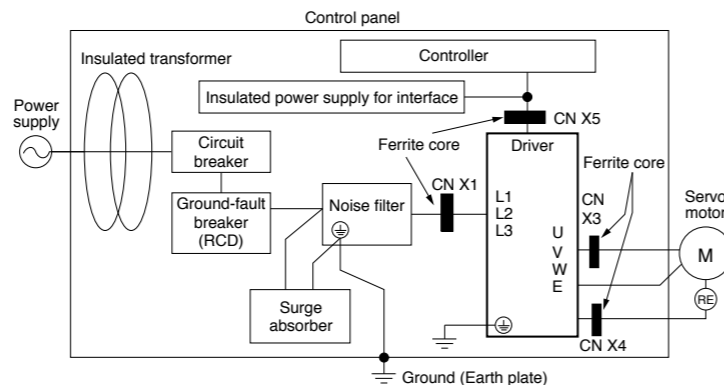 Control panel
Insulated transformer
Controller
Insulated power supply for interface
Power
supply
CN X5
Circuit
breaker
Ferrite core
Driver
Ferrite core
Ground-fault
breaker
(RCD)
Noise filter
CN X1
L1
L2
L3
CN
X3
Servo
motor
U
V
W
E
M
RE
Surge
absorber
CN X4
Ground (Earth plate)